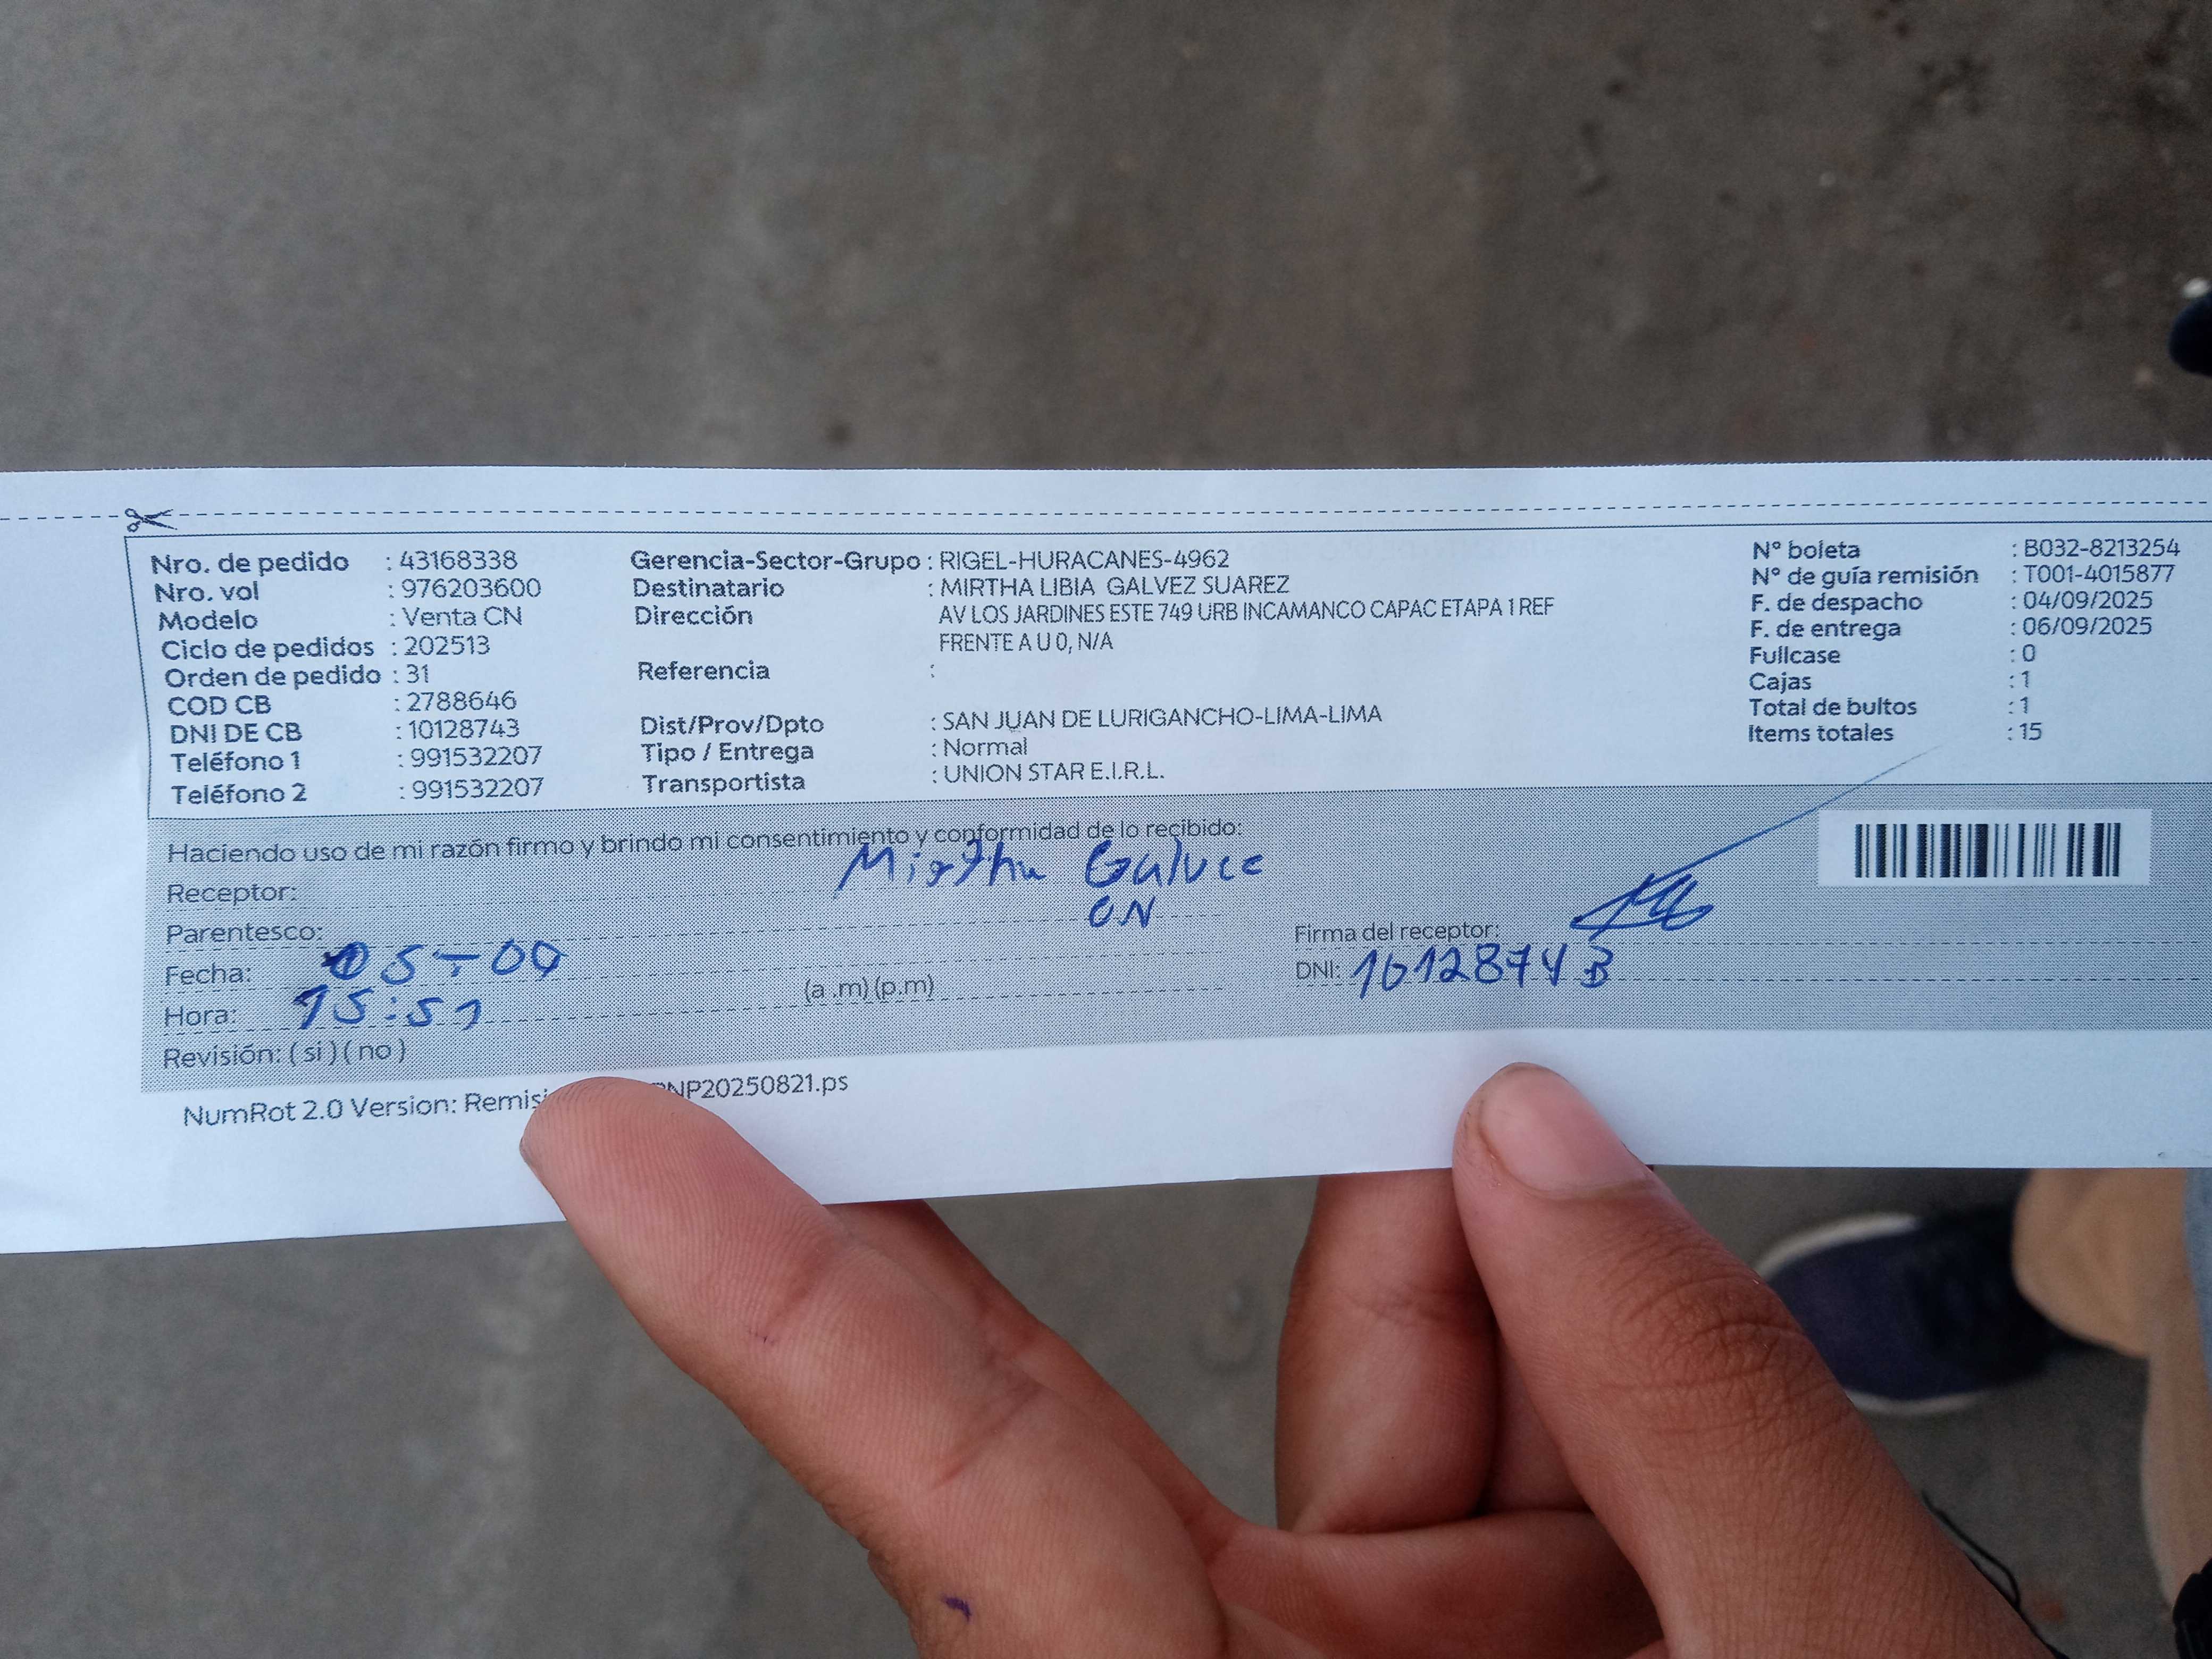 Nro. de pedido : 43168338
Nro. vol : 976203600
Modelo : Venta CN
Ciclo de pedidos : 202513
Orden de pedido : 31
COD CB : 2788646
DNI DE CB : 10128743
Teléfono 1 : 991532207
Teléfono 2 : 991532207
Gerencia-Sector-Grupo : RIGEL-HURACANES-4962
Destinatario : MIRTHA LIBIA GALVEZ SUAREZ
Dirección : AV LOS JARDINES ESTE 749 URB INCAMANCO CAPAC ETAPA 1 REF
FRENTE A U 0, N/A
Referencia :
Dist/Prov/Dpto : SAN JUAN DE LURIGANCHO-LIMA-LIMA
Tipo / Entrega : Normal
Transportista : UNION STAR E.I.R.L.
N° boleta : B032-8213254
N° de guía remisión : T001-4015877
F. de despacho : 04/09/2025
F. de entrega : 06/09/2025
Fullcase : 0
Cajas : 1
Total de bultos : 1
Items totales : 15
Haciendo uso de mi razón firmo y brindo mi consentimiento y conformidad de lo recibido:
Receptor: Mirtha Galvez
Parentesco: CN
Fecha: 05-09
Hora: 15:51 (a .m) (p.m)
Revisión: ( si ) ( no )
Firma del receptor:
DNI: 10128743
NumRot 2.0 Version: NP20250821.ps